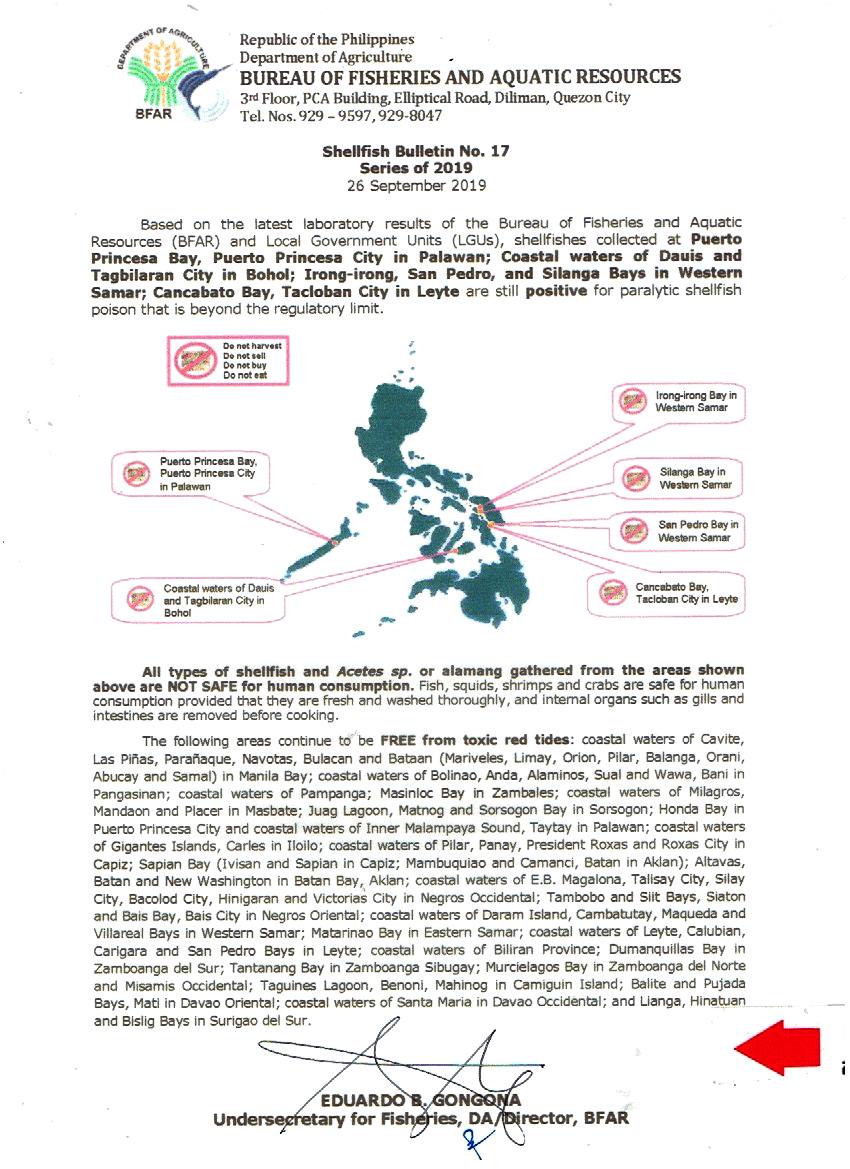 DEPARTMENT OF AGRICULTURE
BFAR
Republic of the Philippines
Department of Agriculture
BUREAU OF FISHERIES AND AQUATIC RESOURCES
3rd Floor, PCA Building, Elliptical Road, Diliman, Quezon City
Tel. Nos. 929 – 9597, 929-8047
Shellfish Bulletin No. 17
Series of 2019
26 September 2019
Based on the latest laboratory results of the Bureau of Fisheries and Aquatic
Resources (BFAR) and Local Government Units (LGUs), shellfishes collected at Puerto
Princesa Bay, Puerto Princesa City in Palawan; Coastal waters of Dauis and
Tagbilaran City in Bohol; Irong-irong, San Pedro, and Silanga Bays in Western
Samar; Cancabato Bay, Tacloban City in Leyte are still positive for paralytic shellfish
poison that is beyond the regulatory limit.
Do not harvest
Do not sell
Do not buy
Do not eat
Irong-irong Bay in
Western Samar
Puerto Princesa Bay,
Puerto Princesa City
in Palawan
Silanga Bay in
Western Samar
San Pedro Bay in
Western Samar
Coastal waters of Dauis
and Tagbilaran City in
Bohol
Cancabato Bay,
Tacloban City in Leyte
All types of shellfish and Acetes sp. or alamang gathered from the areas shown
above are NOT SAFE for human consumption. Fish, squids, shrimps and crabs are safe for human
consumption provided that they are fresh and washed thoroughly, and internal organs such as gills and
intestines are removed before cooking.
The following areas continue to be FREE from toxic red tides: coastal waters of Cavite,
Las Piñas, Parañaque, Navotas, Bulacan and Bataan (Mariveles, Limay, Orion, Pilar, Balanga, Orani,
Abucay and Samal) in Manila Bay; coastal waters of Bolinao, Anda, Alaminos, Sual and Wawa, Bani in
Pangasinan; coastal waters of Pampanga; Masinloc Bay in Zambales; coastal waters of Milagros,
Mandaon and Placer in Masbate; Juag Lagoon, Matnog and Sorsogon Bay in Sorsogon; Honda Bay in
Puerto Princesa City and coastal waters of Inner Malampaya Sound, Taytay in Palawan; coastal waters
of Gigantes Islands, Carles in Iloilo; coastal waters of Pilar, Panay, President Roxas and Roxas City in
Capiz; Sapian Bay (Ivisan and Sapian in Capiz; Mambuquiao and Camanci, Batan in Aklan); Altavas,
Batan and New Washington in Batan Bay, Aklan; coastal waters of E.B. Magalona, Talisay City, Silay
City, Bacolod City, Hinigaran and Victorias City in Negros Occidental; Tambobo and Siit Bays, Siaton
and Bais Bay, Bais City in Negros Oriental; coastal waters of Daram Island, Cambatutay, Maqueda and
Villareal Bays in Western Samar; Matarinao Bay in Eastern Samar; coastal waters of Leyte, Calubian,
Carigara and San Pedro Bays in Leyte; coastal waters of Biliran Province; Dumanquillas Bay in
Zamboanga del Sur; Tantanang Bay in Zamboanga Sibugay; Murcielagos Bay in Zamboanga del Norte
and Misamis Occidental; Taguines Lagoon, Benoni, Mahinog in Camiguin Island; Balite and Pujada
Bays, Mati in Davao Oriental; coastal waters of Santa Maria in Davao Occidental; and Lianga, Hinatuan
and Bislig Bays in Surigao del Sur.
EDUARDO B. GONGONA
Undersecretary for Fisheries, DA/Director, BFAR